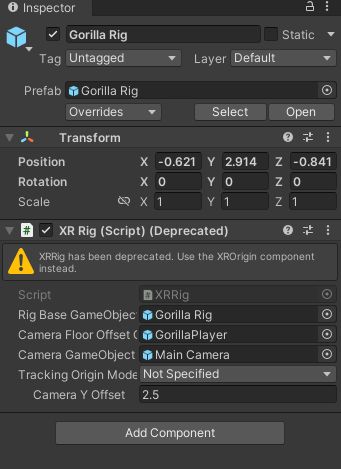 Inspector
Gorilla Rig Static
Tag Untagged Layer Default
Prefab Gorilla Rig
Overrides Select Open
Transform
Position X -0.621 Y 2.914 Z -0.841
Rotation X 0 Y 0 Z 0
Scale X 1 Y 1 Z 1
# XR Rig (Script) (Deprecated)
XRRig has been deprecated. Use the XROrigin component
instead.
Script # XRRig
Rig Base GameObjec Gorilla Rig
Camera Floor Offset G GorillaPlayer
Camera GameObject Main Camera
Tracking Origin Mode Not Specified
Camera Y Offset 2.5
Add Component